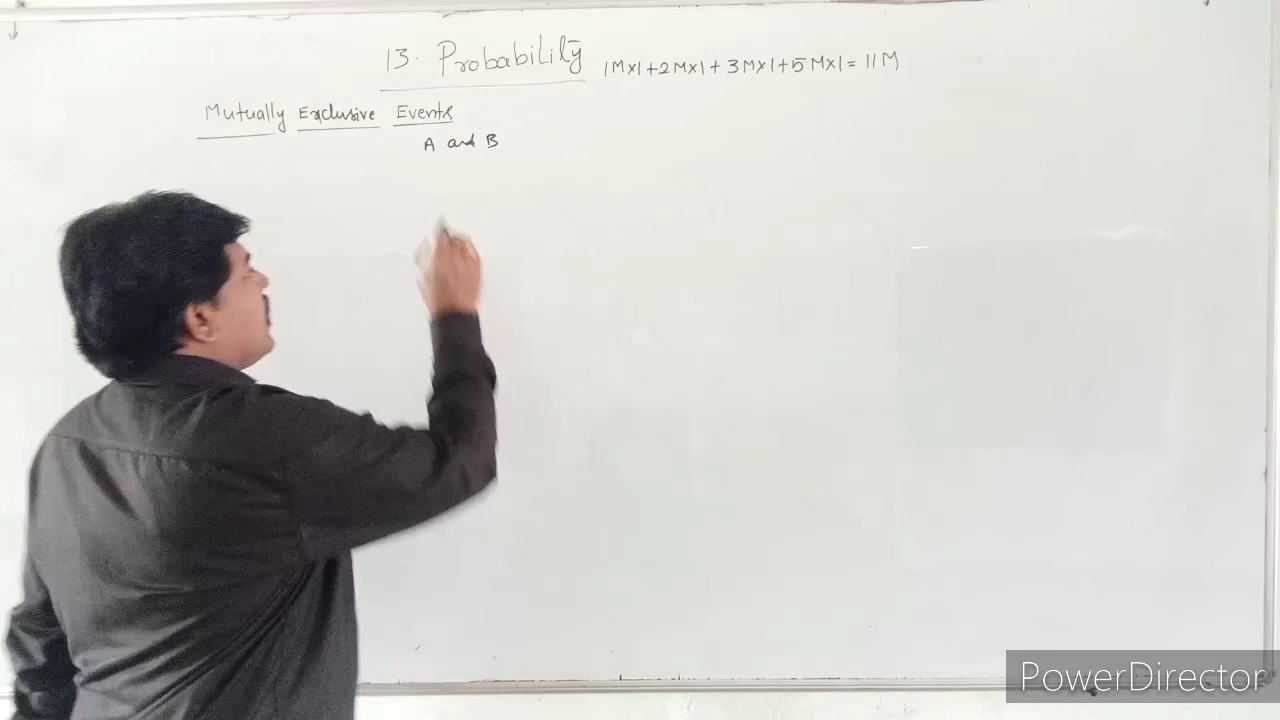 13. Probability 1M×1+2M×1+3M×1+5M×1=11M
Mutually Exclusive Events
A and B
PowerDirector